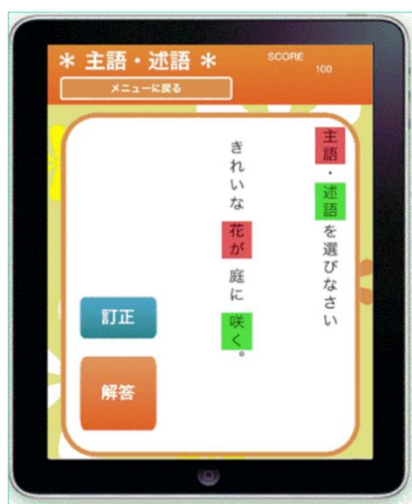 ＊ 主語・述語 ＊
SCORE
100
メニューに戻る
主語・述語を選びなさい
きれいな 花が 庭に 咲く。
訂正
解答